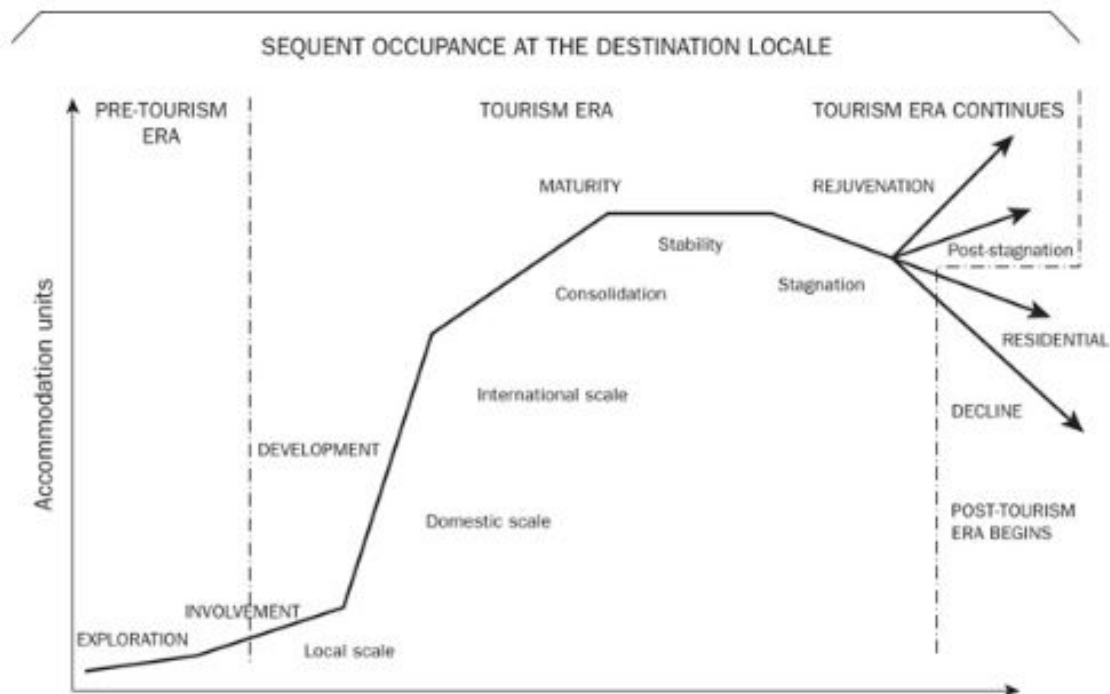 SEQUENT OCCUPANCE AT THE DESTINATION LOCALE
PRE-TOURISM
ERA
TOURISM ERA
TOURISM ERA CONTINUES
MATURITY
REJUVENATION
Stability
Post-stagnation
Consolidation
Stagnation
RESIDENTIAL
International scale
DECLINE
DEVELOPMENT
Accommodation units
Domestic scale
POST-TOURISM
ERA BEGINS
INVOLVEMENT
EXPLORATION
Local scale